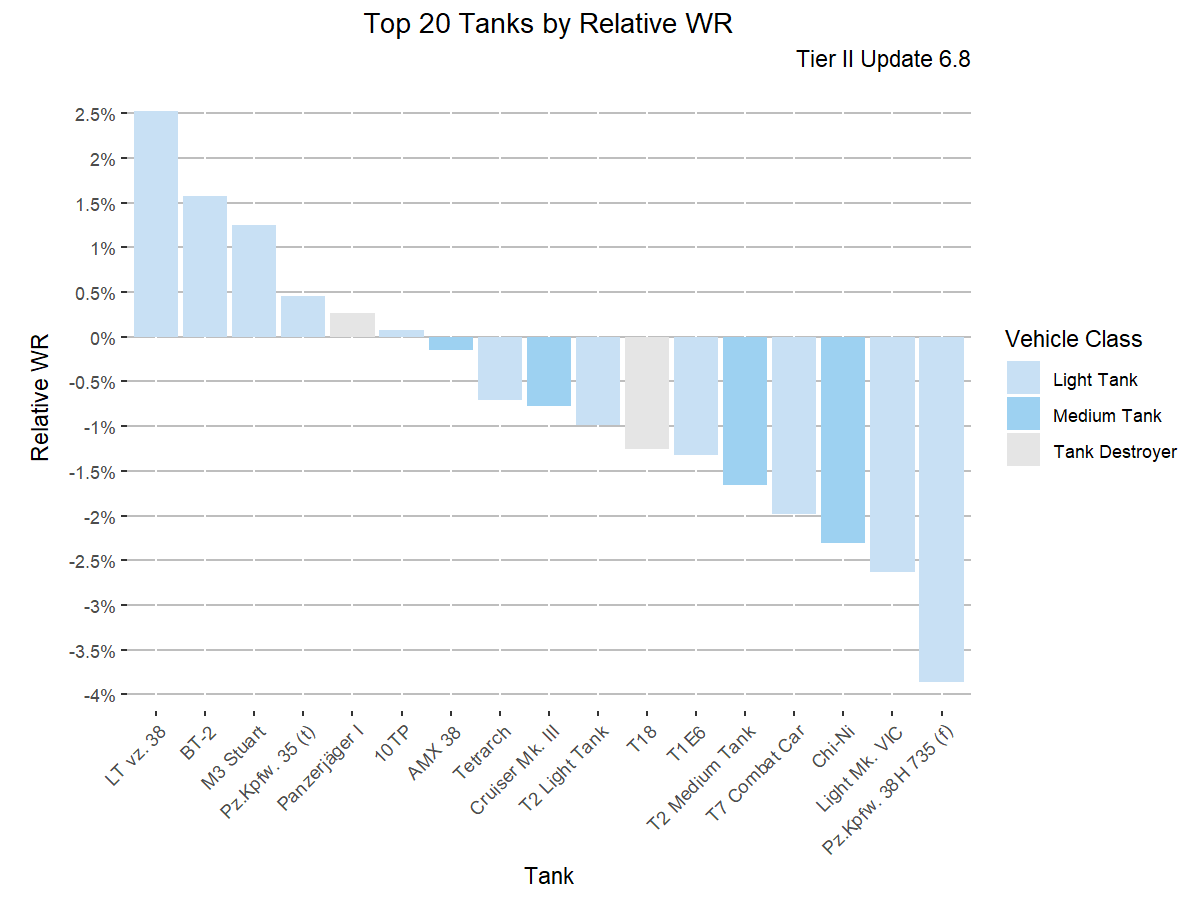 Top 20 Tanks by Relative WR
Tier II Update 6.8
2.5%
2%
1.5%
1%
0.5%
0%
-0.5%
-1%
-1.5%
-2%
-2.5%
-3%
-3.5%
-4%
Relative WR
LT vz. 38
BT-2
M3 Stuart
Pz.Kpfw. 35 (t)
Panzerjäger I
10TP
AMX 38
Tetrarch
Cruiser Mk. III
T2 Light Tank
T18
T1E6
T2 Medium Tank
T7 Combat Car
Chi-Ni
Light Mk. VIC
Pz.Kpfw. 38H 735 (f)
Tank
Vehicle Class
Light Tank
Medium Tank
Tank Destroyer